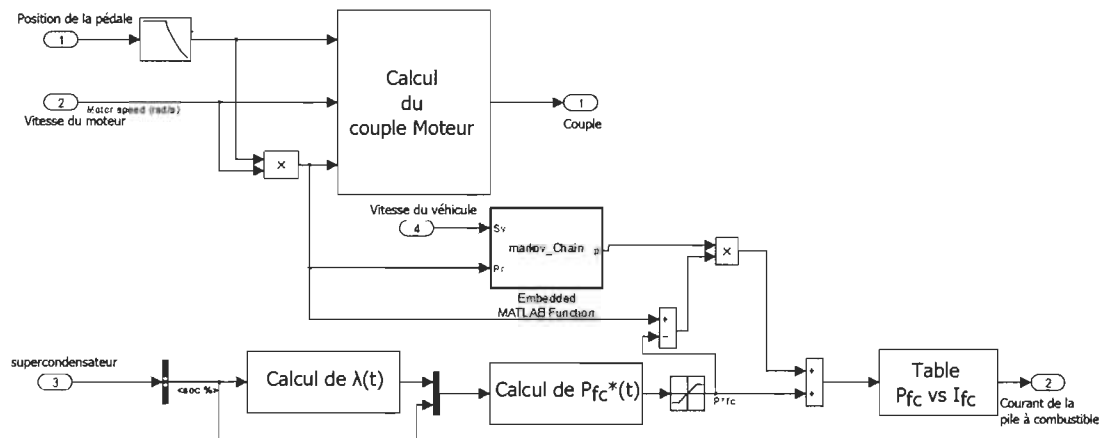 Position de la pédale
1
2
Motor speed (rad/s)
Vitesse du moteur
×
Calcul
du
couple Moteur
1
Couple
Vitesse du véhicule
4
Sv
markov_Chain
p
Pr
Embedded
MATLAB Function
×
+
−
supercondensateur
3
<soc %>
Calcul de λ(t)
Calcul de Pfc*(t)
P*fc
+
+
Table
Pfc vs Ifc
2
Courant de la
pile à combustible